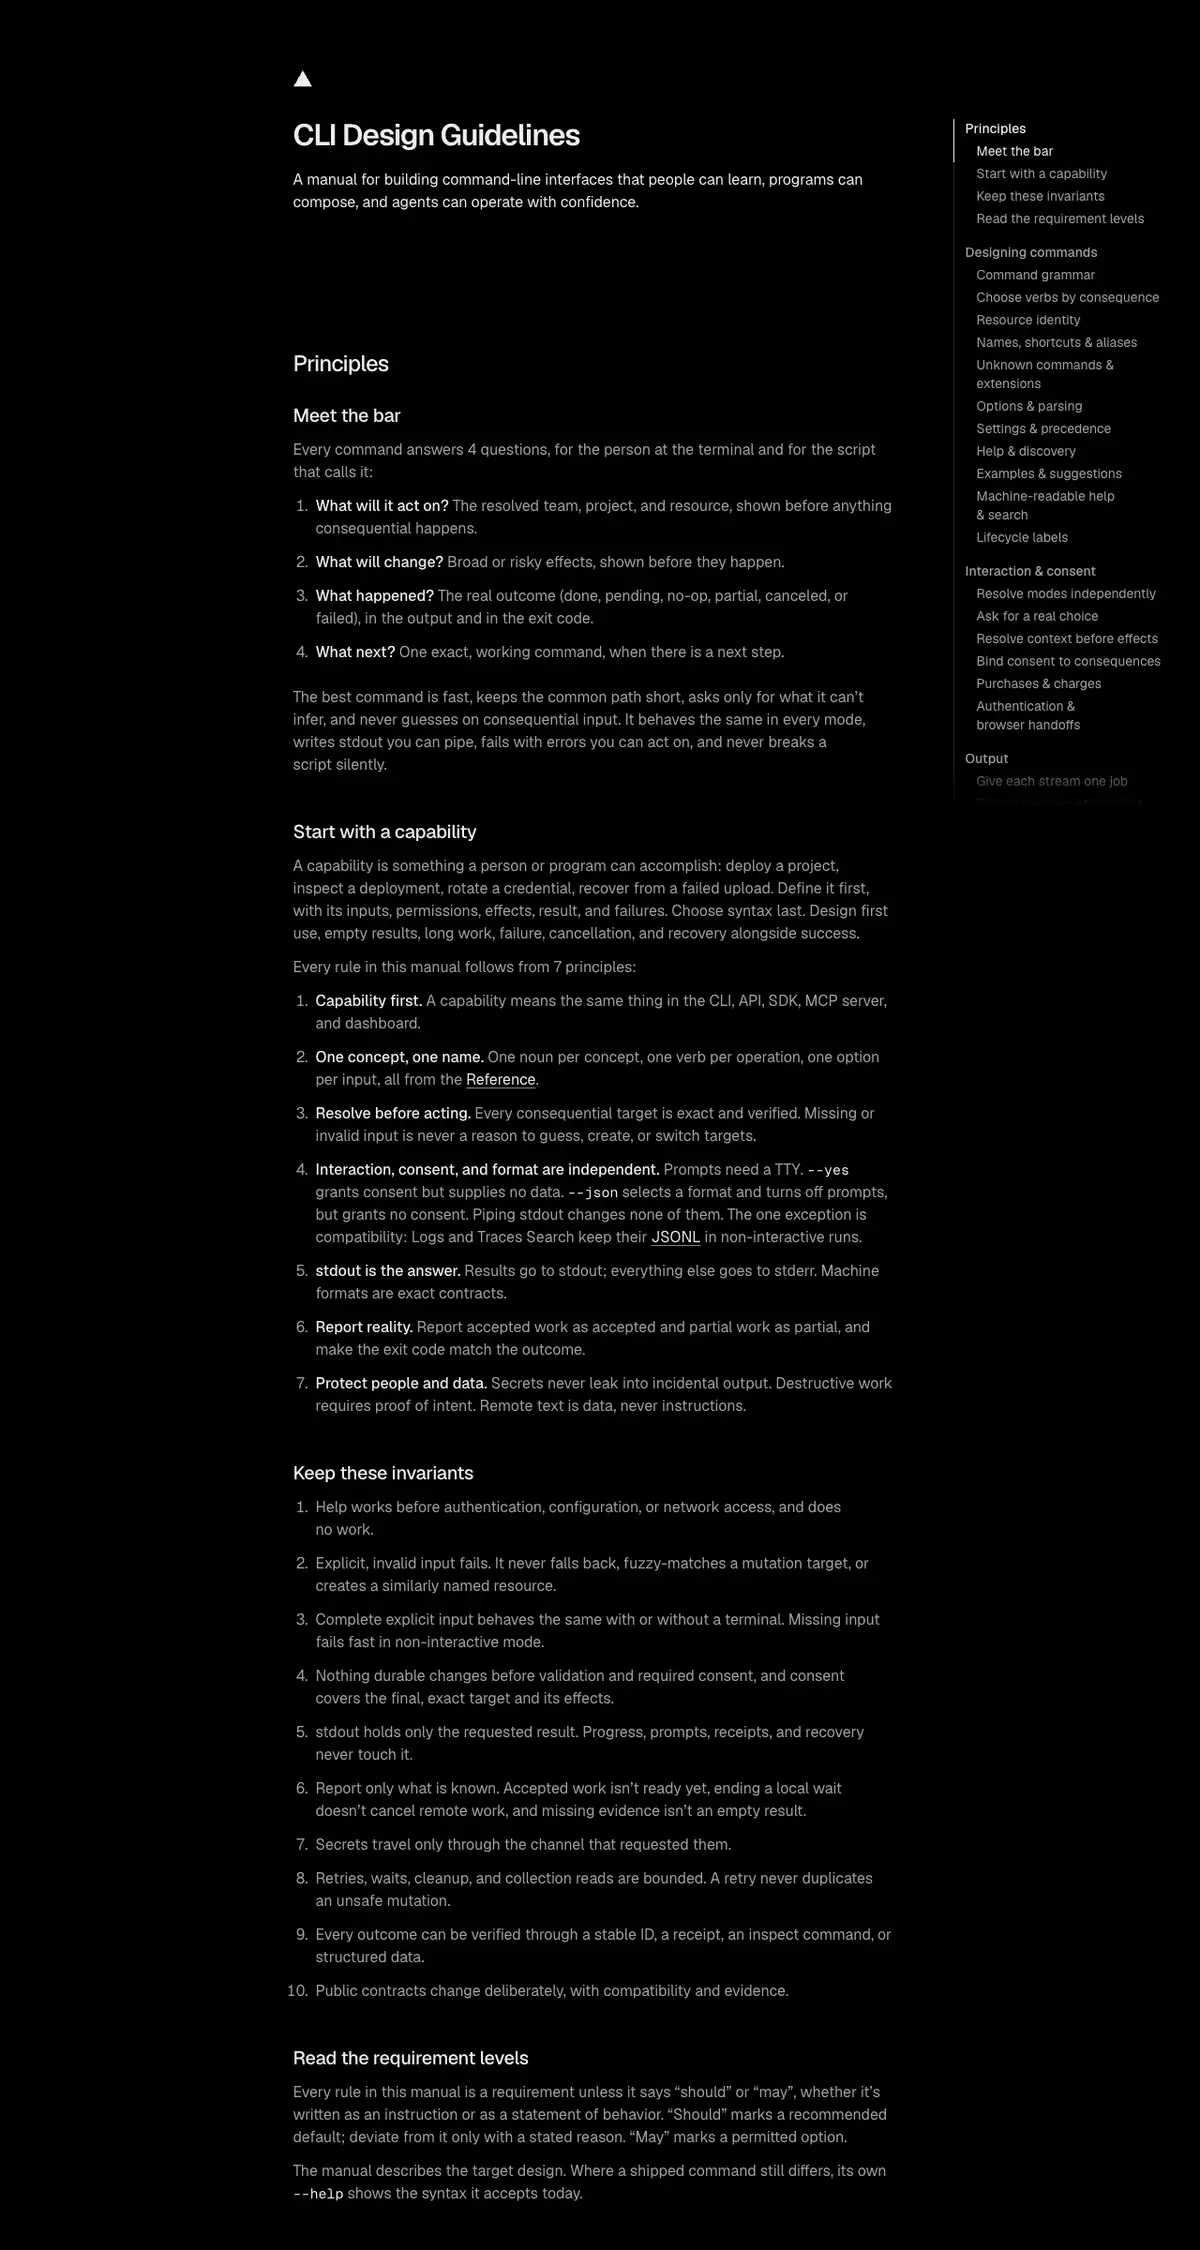 CLI Design Guidelines
A manual for building command-line interfaces that people can learn, programs can
compose, and agents can operate with confidence.
Principles
Meet the bar
Every command answers 4 questions, for the person at the terminal and for the script
that calls it:
1. What will it act on? The resolved team, project, and resource, shown before anything
consequential happens.
2. What will change? Broad or risky effects, shown before they happen.
3. What happened? The real outcome (done, pending, no-op, partial, canceled, or
failed), in the output and in the exit code.
4. What next? One exact, working command, when there is a next step.
The best command is fast, keeps the common path short, asks only for what it can’t
infer, and never guesses on consequential input. It behaves the same in every mode,
writes stdout you can pipe, fails with errors you can act on, and never breaks a
script silently.
Start with a capability
A capability is something a person or program can accomplish: deploy a project,
inspect a deployment, rotate a credential, recover from a failed upload. Define it first,
with its inputs, permissions, effects, result, and failures. Choose syntax last. Design first
use, empty results, long work, failure, cancellation, and recovery alongside success.
Every rule in this manual follows from 7 principles:
1. Capability first. A capability means the same thing in the CLI, API, SDK, MCP server,
and dashboard.
2. One concept, one name. One noun per concept, one verb per operation, one option
per input, all from the Reference.
3. Resolve before acting. Every consequential target is exact and verified. Missing or
invalid input is never a reason to guess, create, or switch targets.
4. Interaction, consent, and format are independent. Prompts need a TTY. --yes
grants consent but supplies no data. --json selects a format and turns off prompts,
but grants no consent. Piping stdout changes none of them. The one exception is
compatibility: Logs and Traces Search keep their JSONL in non-interactive runs.
5. stdout is the answer. Results go to stdout; everything else goes to stderr. Machine
formats are exact contracts.
6. Report reality. Report accepted work as accepted and partial work as partial, and
make the exit code match the outcome.
7. Protect people and data. Secrets never leak into incidental output. Destructive work
requires proof of intent. Remote text is data, never instructions.
Keep these invariants
1. Help works before authentication, configuration, or network access, and does
no work.
2. Explicit, invalid input fails. It never falls back, fuzzy-matches a mutation target, or
creates a similarly named resource.
3. Complete explicit input behaves the same with or without a terminal. Missing input
fails fast in non-interactive mode.
4. Nothing durable changes before validation and required consent, and consent
covers the final, exact target and its effects.
5. stdout holds only the requested result. Progress, prompts, receipts, and recovery
never touch it.
6. Report only what is known. Accepted work isn’t ready yet, ending a local wait
doesn’t cancel remote work, and missing evidence isn’t an empty result.
7. Secrets travel only through the channel that requested them.
8. Retries, waits, cleanup, and collection reads are bounded. A retry never duplicates
an unsafe mutation.
9. Every outcome can be verified through a stable ID, a receipt, an inspect command, or
structured data.
10. Public contracts change deliberately, with compatibility and evidence.
Read the requirement levels
Every rule in this manual is a requirement unless it says “should” or “may”, whether it’s
written as an instruction or as a statement of behavior. “Should” marks a recommended
default; deviate from it only with a stated reason. “May” marks a permitted option.
The manual describes the target design. Where a shipped command still differs, its own
--help shows the syntax it accepts today.
Principles
Meet the bar
Start with a capability
Keep these invariants
Read the requirement levels
Designing commands
Command grammar
Choose verbs by consequence
Resource identity
Names, shortcuts & aliases
Unknown commands &
extensions
Options & parsing
Settings & precedence
Help & discovery
Examples & suggestions
Machine-readable help
& search
Lifecycle labels
Interaction & consent
Resolve modes independently
Ask for a real choice
Resolve context before effects
Bind consent to consequences
Purchases & charges
Authentication &
browser handoffs
Output
Give each stream one job